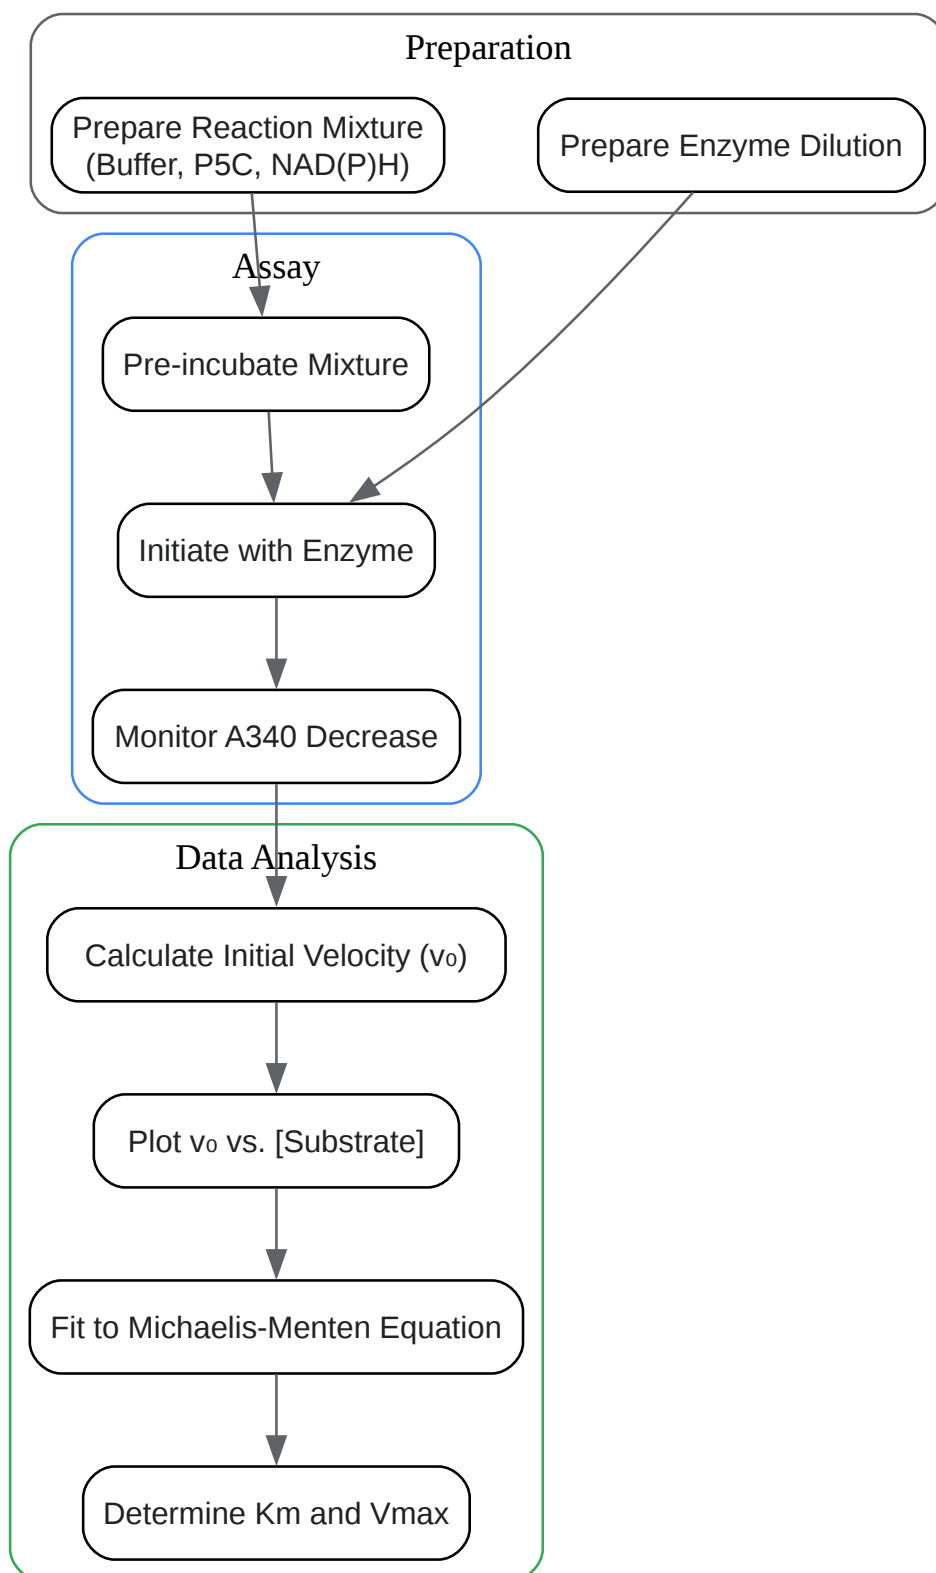 Preparation
Prepare Reaction Mixture
(Buffer, P5C, NAD(P)H)
Prepare Enzyme Dilution
Assay
Pre-incubate Mixture
Initiate with Enzyme
Monitor A340 Decrease
Data Analysis
Calculate Initial Velocity (v₀)
Plot v₀ vs. [Substrate]
Fit to Michaelis-Menten Equation
Determine Km and Vmax